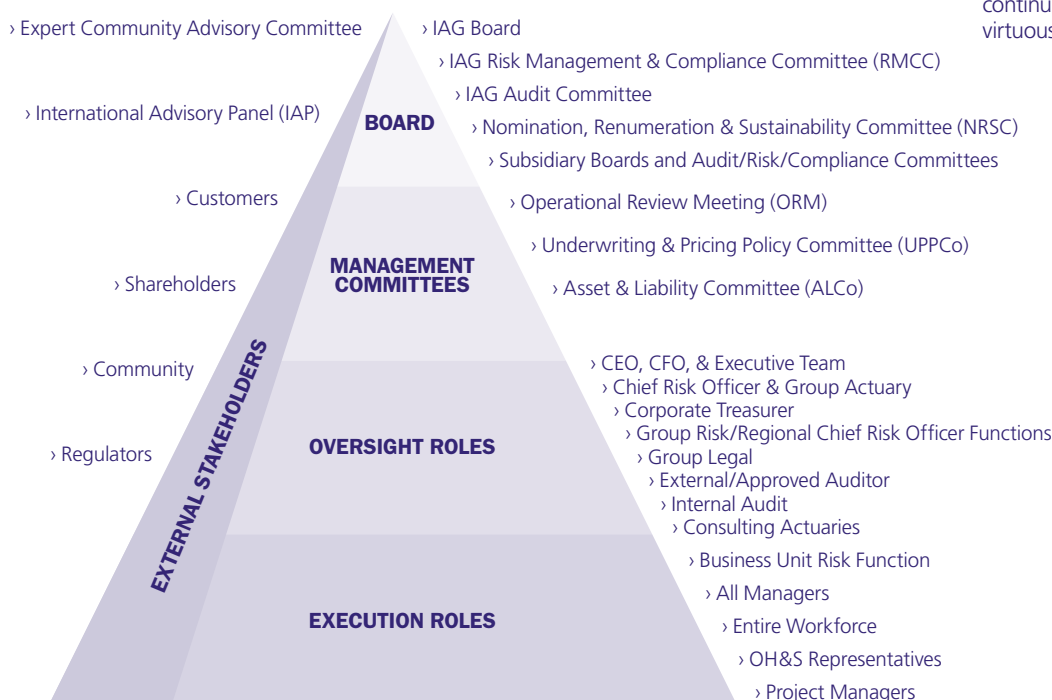 continu
virtuous
› Expert Community Advisory Committee
› International Advisory Panel (IAP)
› Customers
› Shareholders
› Community
› Regulators
EXTERNAL STAKEHOLDERS
BOARD
› IAG Board
› IAG Risk Management & Compliance Committee (RMCC)
› IAG Audit Committee
› Nomination, Renumeration & Sustainability Committee (NRSC)
› Subsidiary Boards and Audit/Risk/Compliance Committees
MANAGEMENT
COMMITTEES
› Operational Review Meeting (ORM)
› Underwriting & Pricing Policy Committee (UPPCo)
› Asset & Liability Committee (ALCo)
OVERSIGHT ROLES
› CEO, CFO, & Executive Team
› Chief Risk Officer & Group Actuary
› Corporate Treasurer
› Group Risk/Regional Chief Risk Officer Functions
› Group Legal
› External/Approved Auditor
› Internal Audit
› Consulting Actuaries
EXECUTION ROLES
› Business Unit Risk Function
› All Managers
› Entire Workforce
› OH&S Representatives
› Project Managers